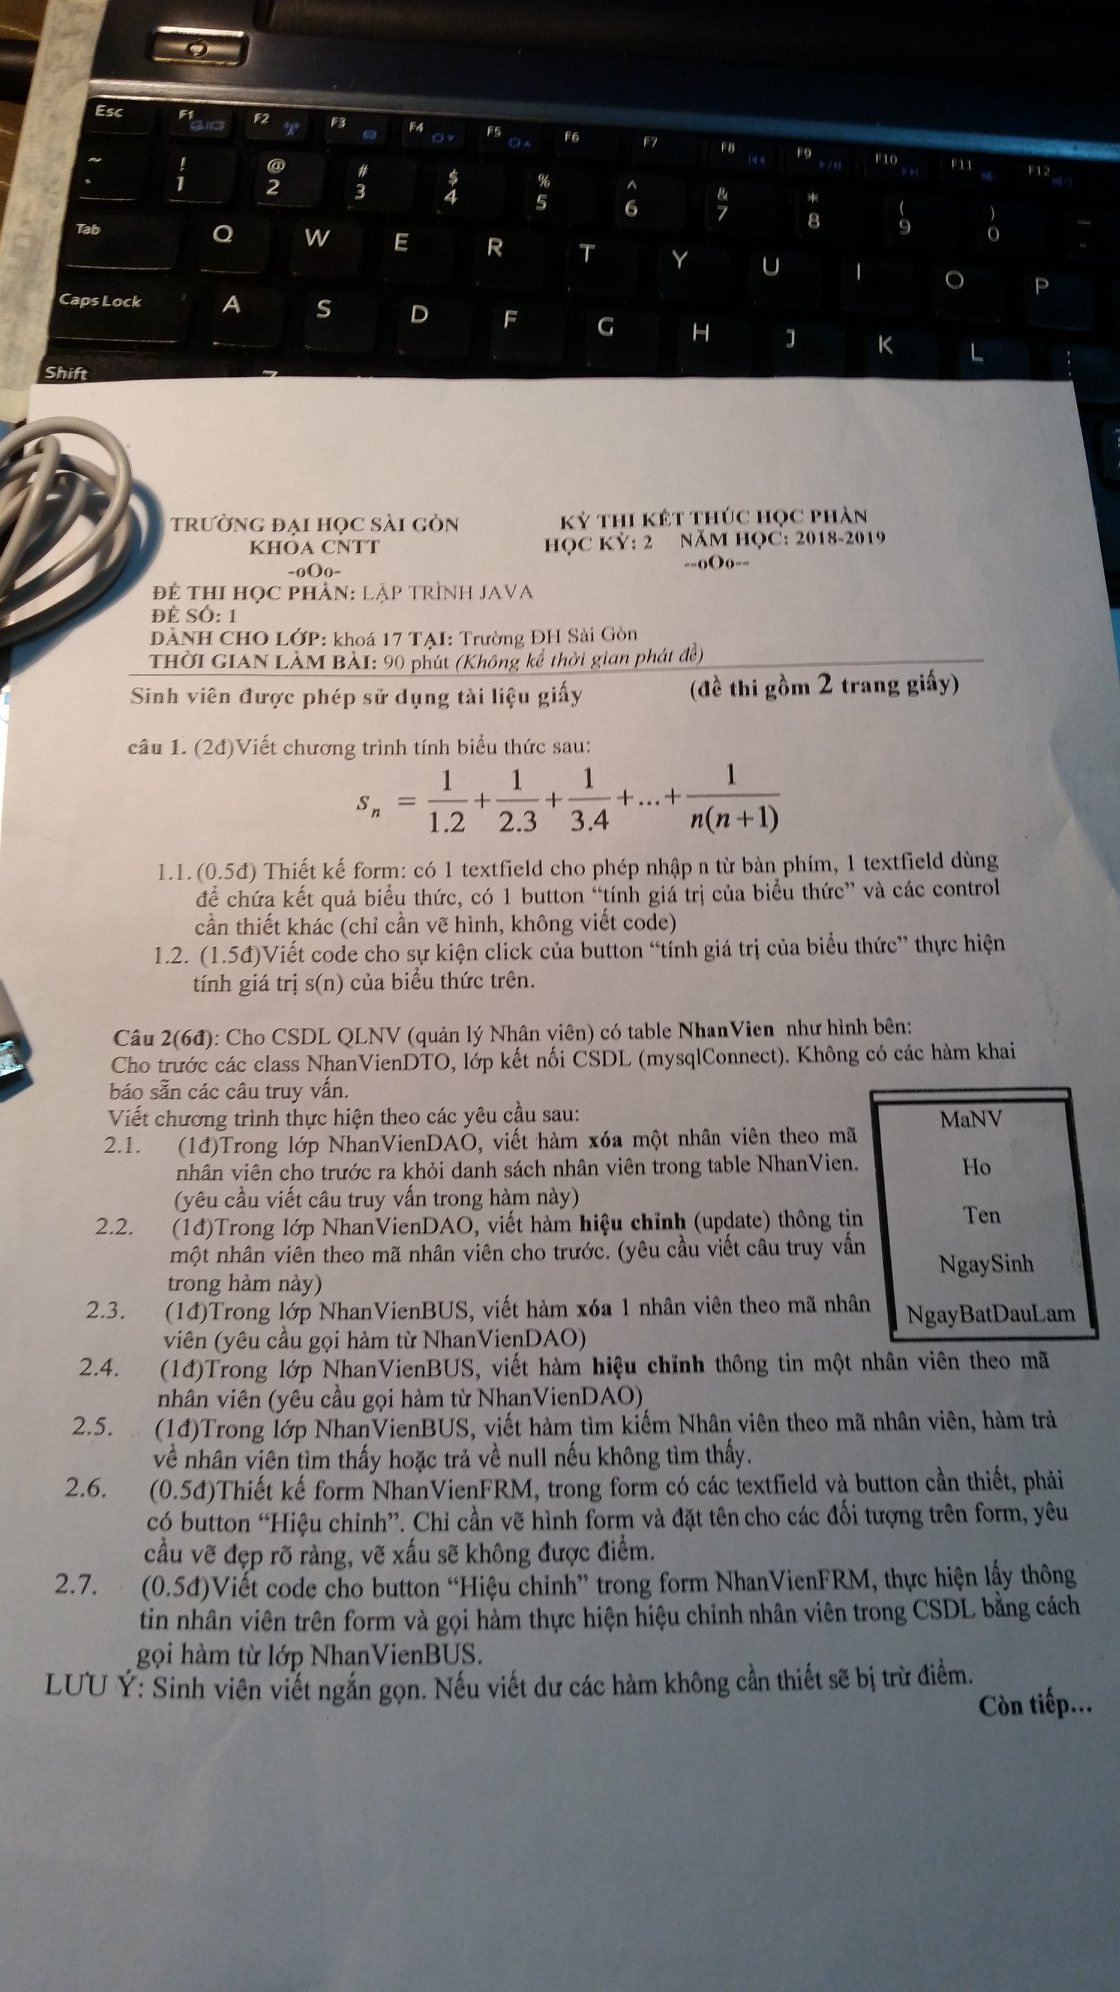 Esc F1 F2 F3 F4 F5 F6 F7 F8 F9 F10 F11 F12
~ ! 1 @ 2 # 3 $ 4 % 5 ^ 6 & 7 * 8 ( 9 ) 0
Tab Q W E R T Y U I O P
Caps Lock A S D F G H J K L
Shift
TRƯỜNG ĐẠI HỌC SÀI GÒN
KHOA CNTT
-oOo-
KỲ THI KẾT THÚC HỌC PHẦN
HỌC KỲ: 2 NĂM HỌC: 2018-2019
--oOo--
ĐỀ THI HỌC PHẦN: LẬP TRÌNH JAVA
ĐỀ SỐ: 1
DÀNH CHO LỚP: khoá 17 TẠI: Trường ĐH Sài Gòn
THỜI GIAN LÀM BÀI: 90 phút (Không kể thời gian phát đề)
Sinh viên được phép sử dụng tài liệu giấy (đề thi gồm 2 trang giấy)
câu 1. (2đ)Viết chương trình tính biểu thức sau:
s_n = 1/1.2 + 1/2.3 + 1/3.4 +...+ 1/n(n+1)
1.1. (0.5đ) Thiết kế form: có 1 textfield cho phép nhập n từ bàn phím, 1 textfield dùng
để chứa kết quả biểu thức, có 1 button “tính giá trị của biểu thức” và các control
cần thiết khác (chỉ cần vẽ hình, không viết code)
1.2. (1.5đ)Viết code cho sự kiện click của button “tính giá trị của biểu thức” thực hiện
tính giá trị s(n) của biểu thức trên.
Câu 2(6đ): Cho CSDL QLNV (quản lý Nhân viên) có table NhanVien như hình bên:
Cho trước các class NhanVienDTO, lớp kết nối CSDL (mysqlConnect). Không có các hàm khai
báo sẵn các câu truy vấn.
Viết chương trình thực hiện theo các yêu cầu sau:
2.1. (1đ)Trong lớp NhanVienDAO, viết hàm xóa một nhân viên theo mã
nhân viên cho trước ra khỏi danh sách nhân viên trong table NhanVien.
(yêu cầu viết câu truy vấn trong hàm này)
2.2. (1đ)Trong lớp NhanVienDAO, viết hàm hiệu chỉnh (update) thông tin
một nhân viên theo mã nhân viên cho trước. (yêu cầu viết câu truy vấn
trong hàm này)
2.3. (1đ)Trong lớp NhanVienBUS, viết hàm xóa 1 nhân viên theo mã nhân
viên (yêu cầu gọi hàm từ NhanVienDAO)
MaNV
Ho
Ten
NgaySinh
NgayBatDauLam
2.4. (1đ)Trong lớp NhanVienBUS, viết hàm hiệu chỉnh thông tin một nhân viên theo mã
nhân viên (yêu cầu gọi hàm từ NhanVienDAO)
2.5. (1đ)Trong lớp NhanVienBUS, viết hàm tìm kiếm Nhân viên theo mã nhân viên, hàm trả
về nhân viên tìm thấy hoặc trả về null nếu không tìm thấy.
2.6. (0.5đ)Thiết kế form NhanVienFRM, trong form có các textfield và button cần thiết, phải
có button “Hiệu chỉnh”. Chỉ cần vẽ hình form và đặt tên cho các đối tượng trên form, yêu
cầu vẽ đẹp rõ ràng, vẽ xấu sẽ không được điểm.
2.7. (0.5đ)Viết code cho button “Hiệu chỉnh” trong form NhanVienFRM, thực hiện lấy thông
tin nhân viên trên form và gọi hàm thực hiện hiệu chỉnh nhân viên trong CSDL bằng cách
gọi hàm từ lớp NhanVienBUS.
LƯU Ý: Sinh viên viết ngắn gọn. Nếu viết dư các hàm không cần thiết sẽ bị trừ điểm.
Còn tiếp...